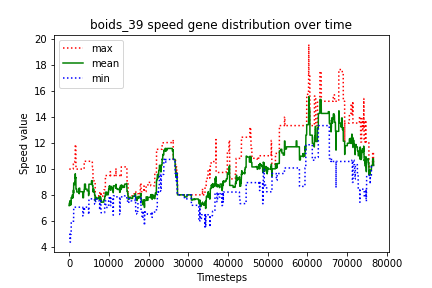 boids_39 speed gene distribution over time
max
mean
min
Speed value
20
18
16
14
12
10
8
6
4
0 10000 20000 30000 40000 50000 60000 70000 80000
Timesteps